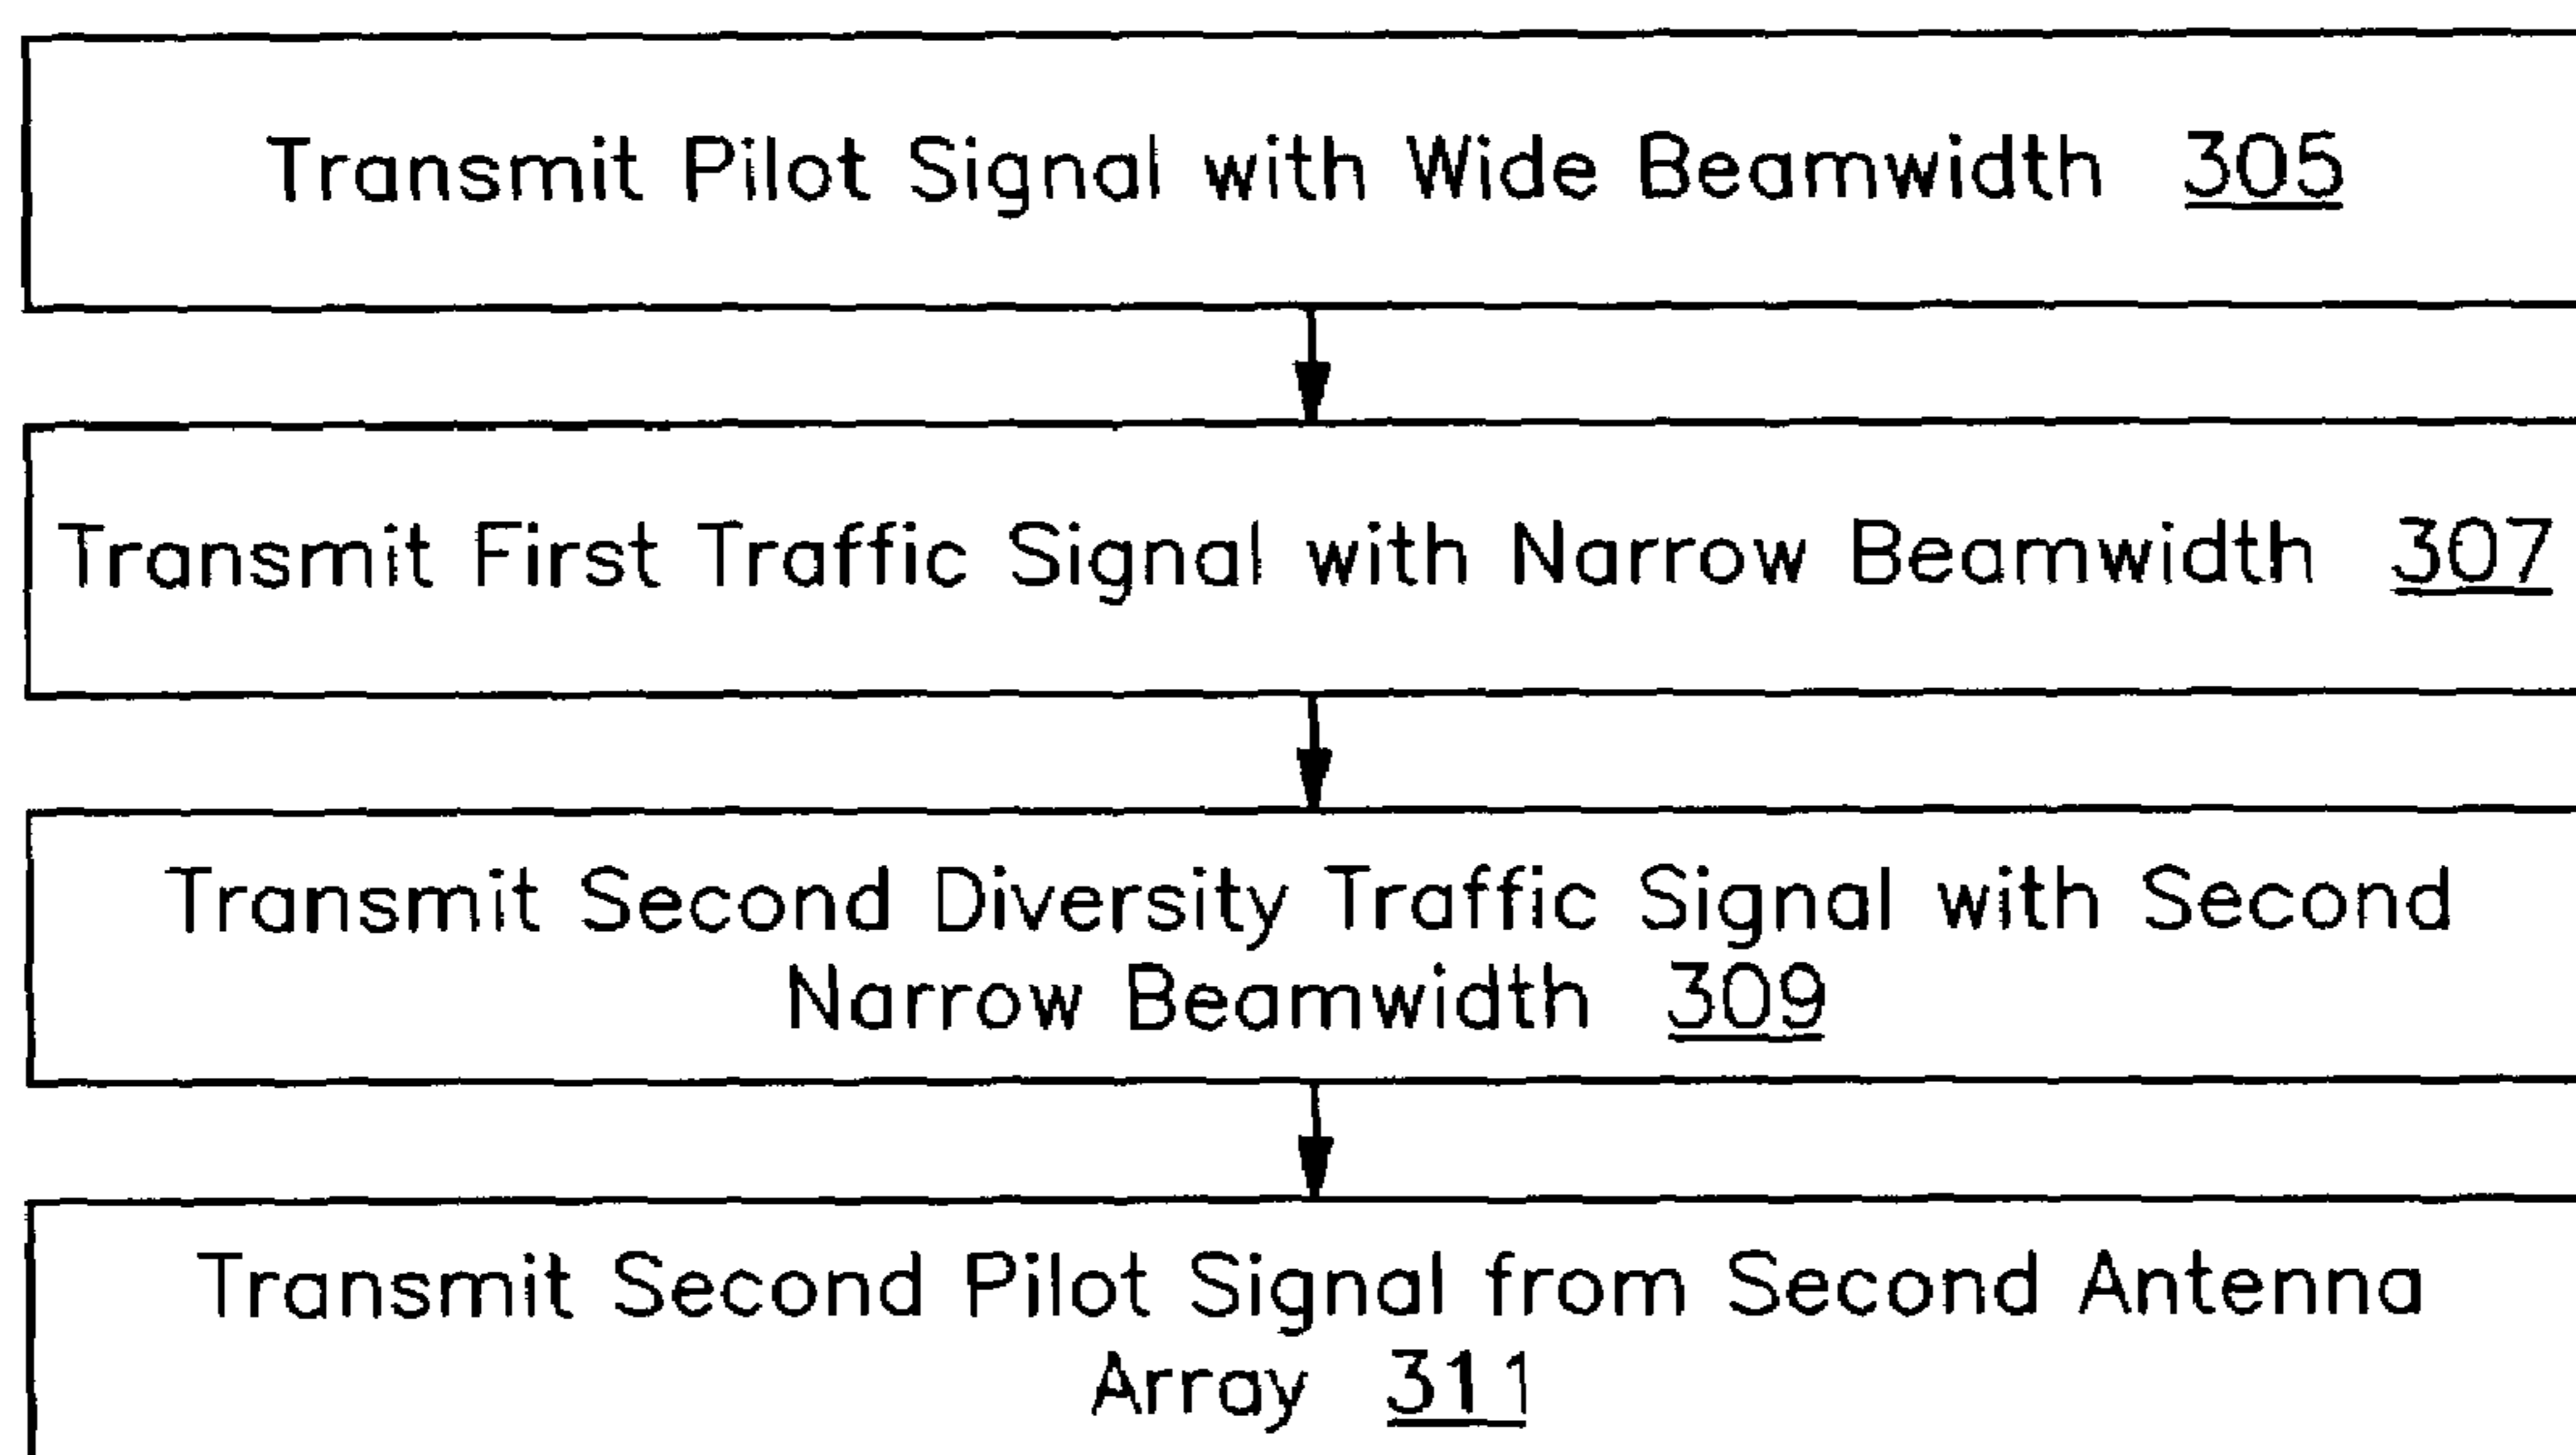 Transmit Pilot Signal with Wide Beamwidth 305
Transmit First Traffic Signal with Narrow Beamwidth 307
Transmit Second Diversity Traffic Signal with Second
Narrow Beamwidth 309
Transmit Second Pilot Signal from Second Antenna
Array 311